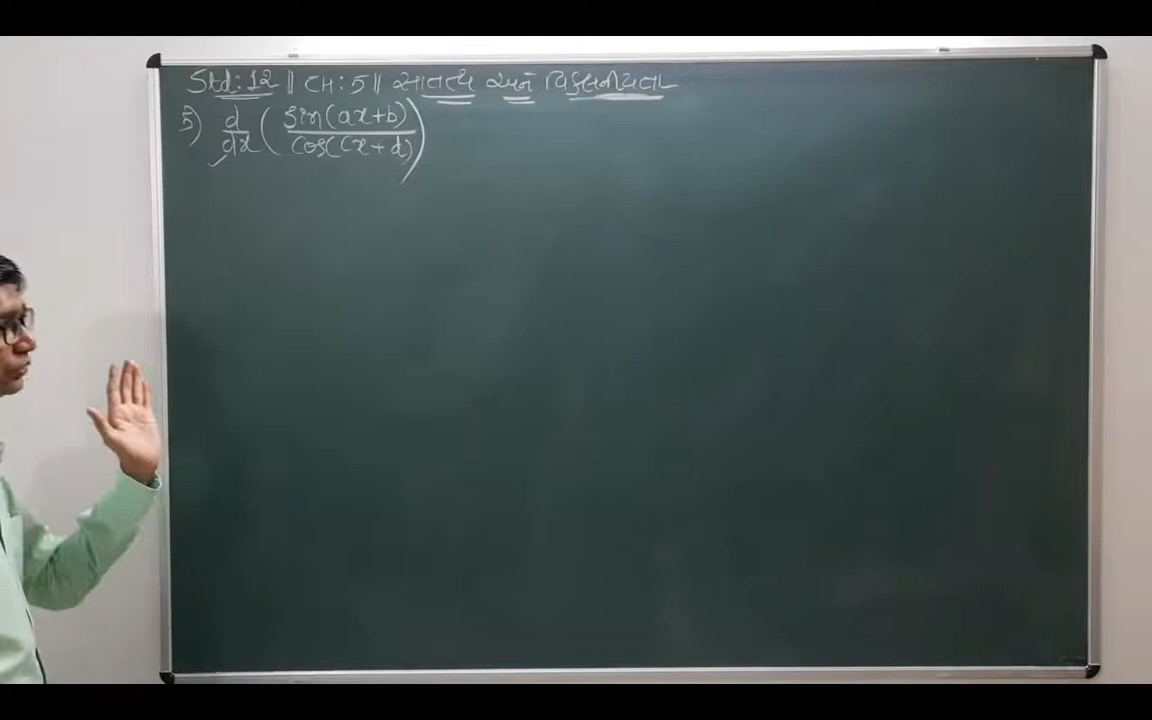 Std: 12 || CH: 5 || સાતત્ય અને વિકલનીયતા
5) d/dx ( sin(ax+b) / cos(cx+d) )